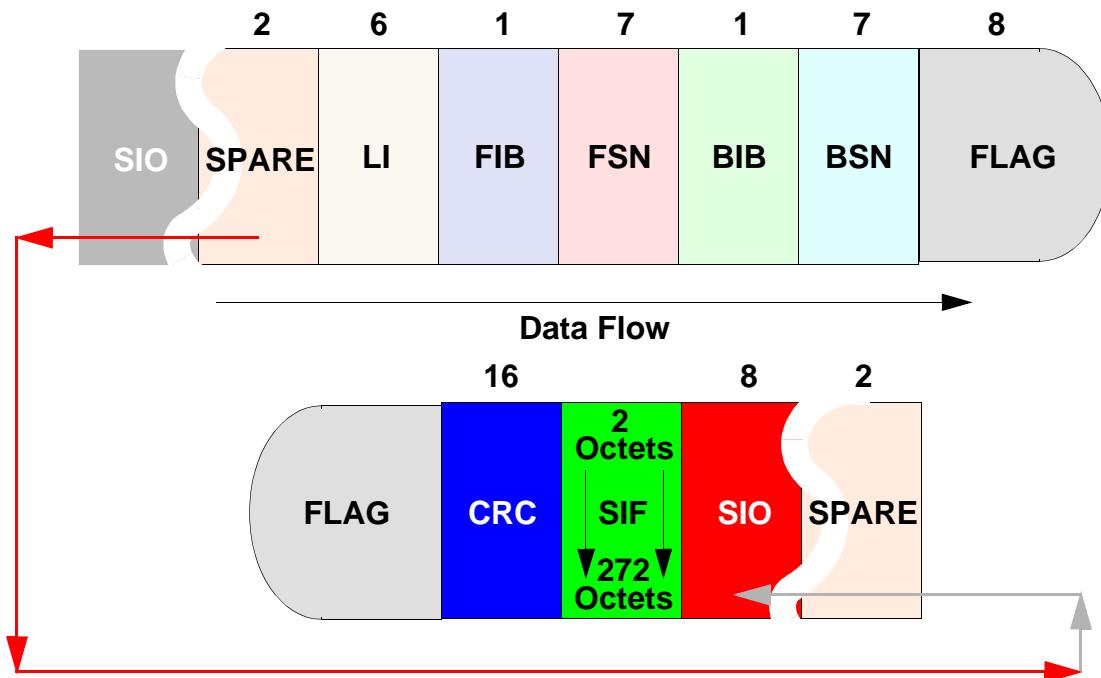 2 6 1 7 1 7 8
SIO SPARE LI FIB FSN BIB BSN FLAG
Data Flow
16 8 2
2
Octets
FLAG CRC SIF SIO SPARE
272
Octets